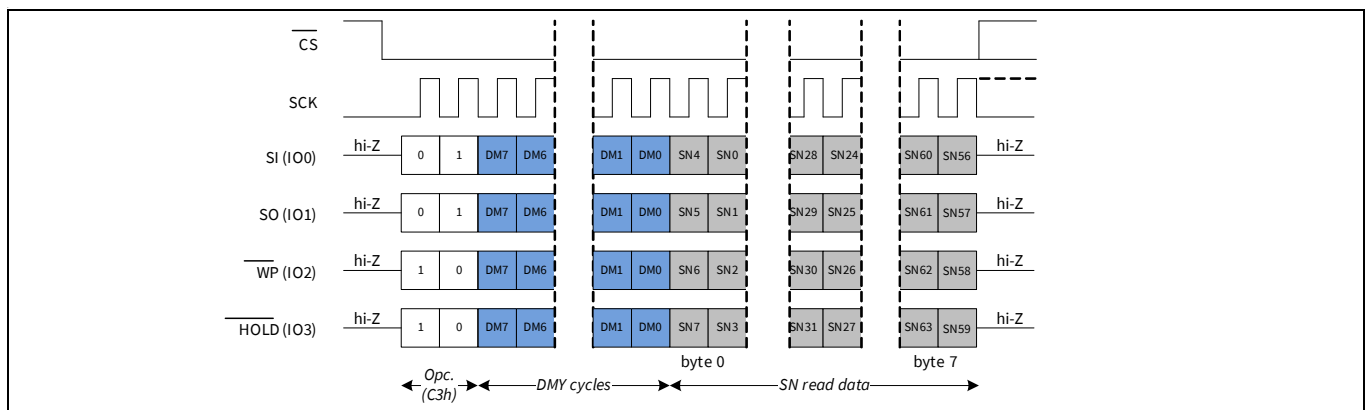 CS
SCK
SI (IO0) hi-Z 0 1 DM7 DM6 DM1 DM0 SN4 SN0 SN28 SN24 SN60 SN56 hi-Z
SO (IO1) hi-Z 0 1 DM7 DM6 DM1 DM0 SN5 SN1 SN29 SN25 SN61 SN57 hi-Z
WP (IO2) hi-Z 1 0 DM7 DM6 DM1 DM0 SN6 SN2 SN30 SN26 SN62 SN58 hi-Z
HOLD (IO3) hi-Z 1 0 DM7 DM6 DM1 DM0 SN7 SN3 SN31 SN27 SN63 SN59 hi-Z
byte 0 byte 7
Opc. DMY cycles SN read data
(C3h)